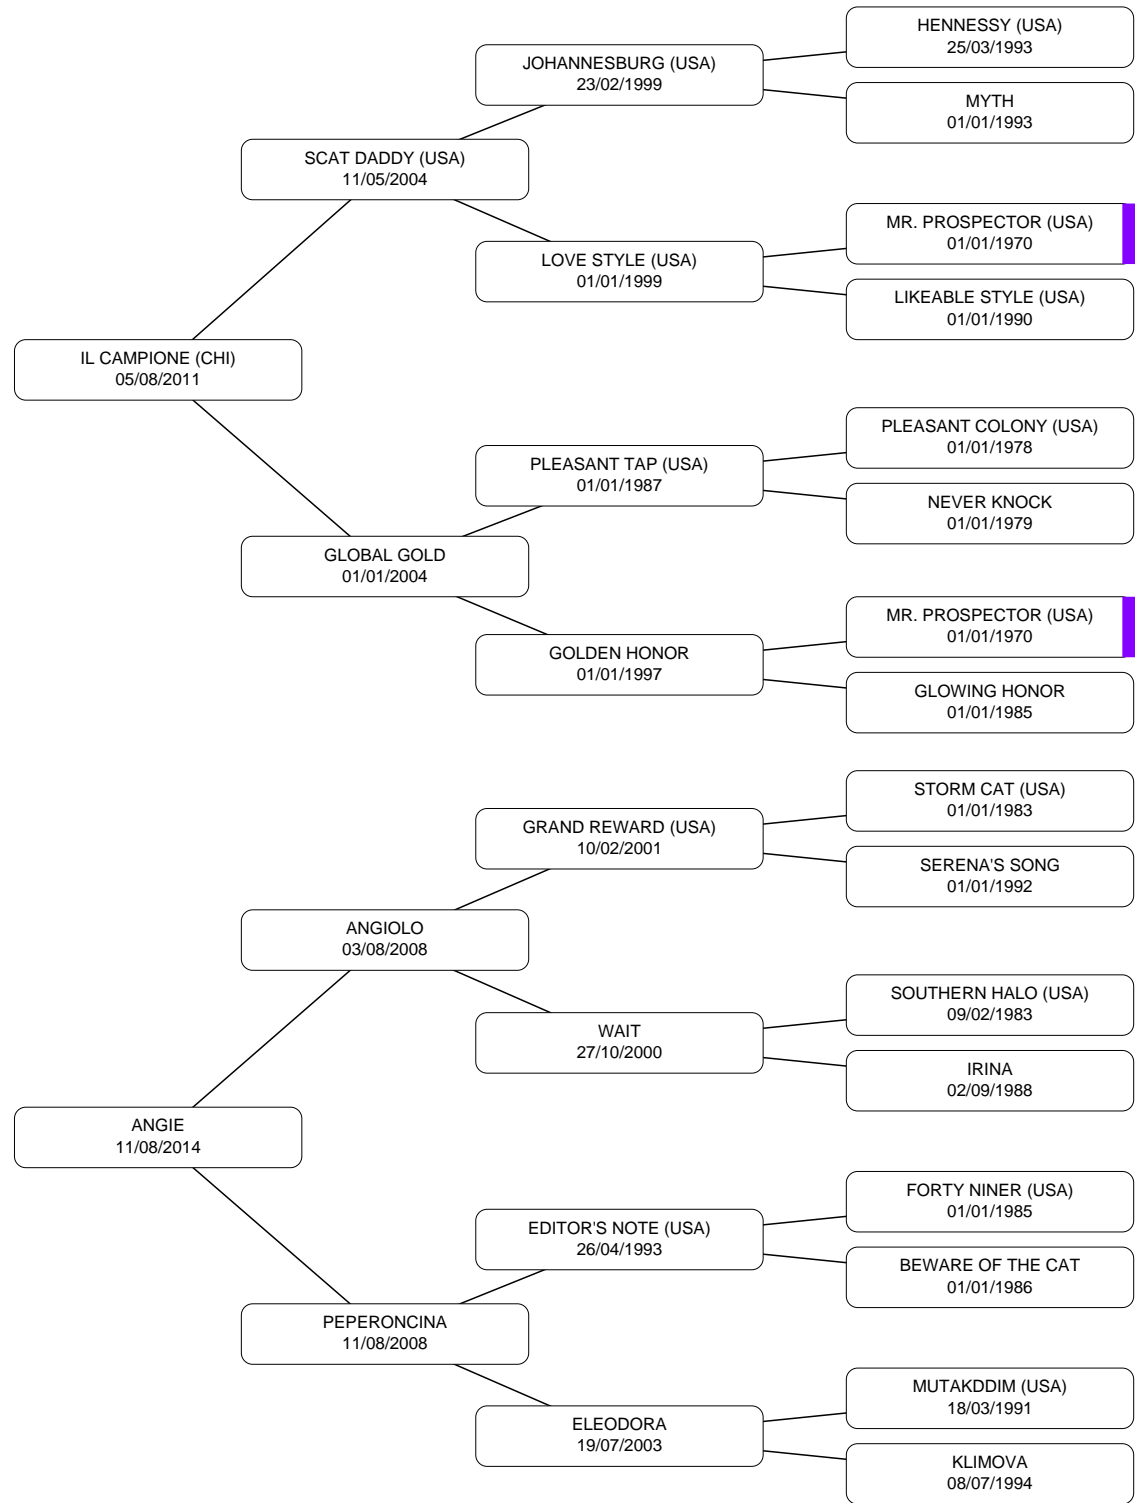 HENNESSY (USA)
25/03/1993
JOHANNESBURG (USA)
23/02/1999
MYTH
01/01/1993
SCAT DADDY (USA)
11/05/2004
MR. PROSPECTOR (USA)
01/01/1970
LOVE STYLE (USA)
01/01/1999
LIKEABLE STYLE (USA)
01/01/1990
IL CAMPIONE (CHI)
05/08/2011
PLEASANT COLONY (USA)
01/01/1978
PLEASANT TAP (USA)
01/01/1987
NEVER KNOCK
01/01/1979
GLOBAL GOLD
01/01/2004
MR. PROSPECTOR (USA)
01/01/1970
GOLDEN HONOR
01/01/1997
GLOWING HONOR
01/01/1985
STORM CAT (USA)
01/01/1983
GRAND REWARD (USA)
10/02/2001
SERENA'S SONG
01/01/1992
ANGIOLO
03/08/2008
SOUTHERN HALO (USA)
09/02/1983
WAIT
27/10/2000
IRINA
02/09/1988
ANGIE
11/08/2014
FORTY NINER (USA)
01/01/1985
EDITOR'S NOTE (USA)
26/04/1993
BEWARE OF THE CAT
01/01/1986
PEPERONCINA
11/08/2008
MUTAKDDIM (USA)
18/03/1991
ELEODORA
19/07/2003
KLIMOVA
08/07/1994